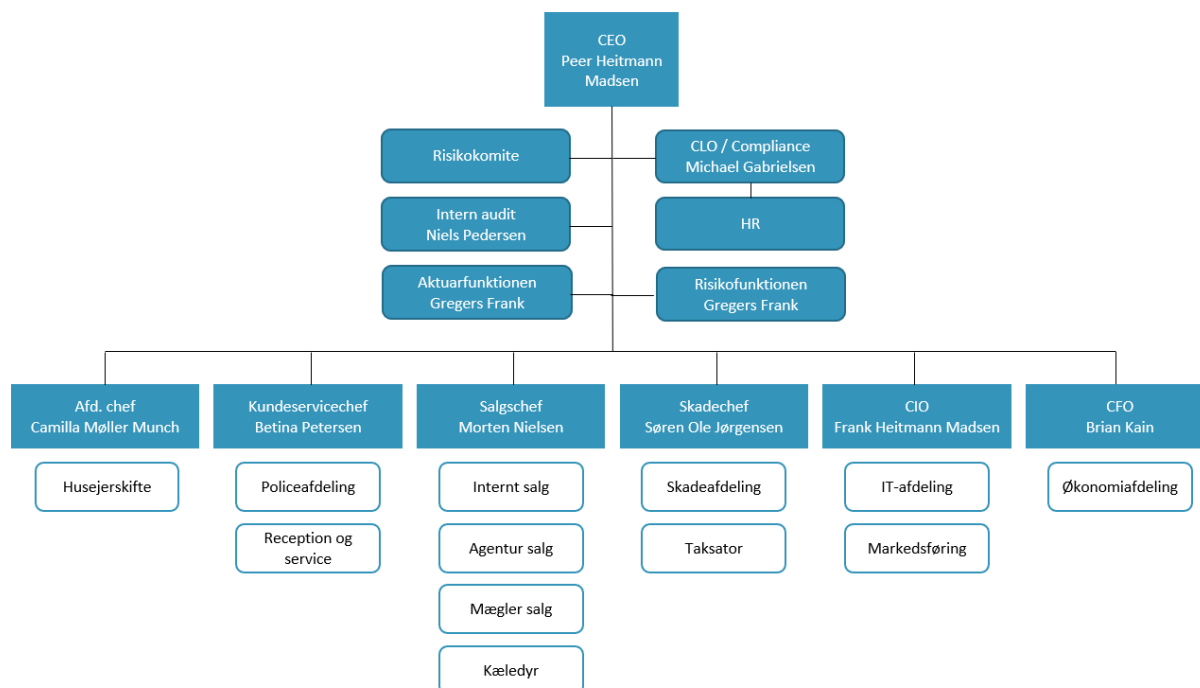 CEO
Peer Heitmann
Madsen
Risikokomite
CLO / Compliance
Michael Gabrielsen
Intern audit
Niels Pedersen
HR
Aktuarfunktionen
Gregers Frank
Risikofunktionen
Gregers Frank
Afd. chef
Camilla Møller Munch
Kundeservicechef
Betina Petersen
Salgschef
Morten Nielsen
Skadechef
Søren Ole Jørgensen
CIO
Frank Heitmann Madsen
CFO
Brian Kain
Husejerskifte
Policeafdeling
Internt salg
Skadeafdeling
IT-afdeling
Økonomiafdeling
Reception og
service
Agentur salg
Taksator
Markedsføring
Mægler salg
Kæledyr